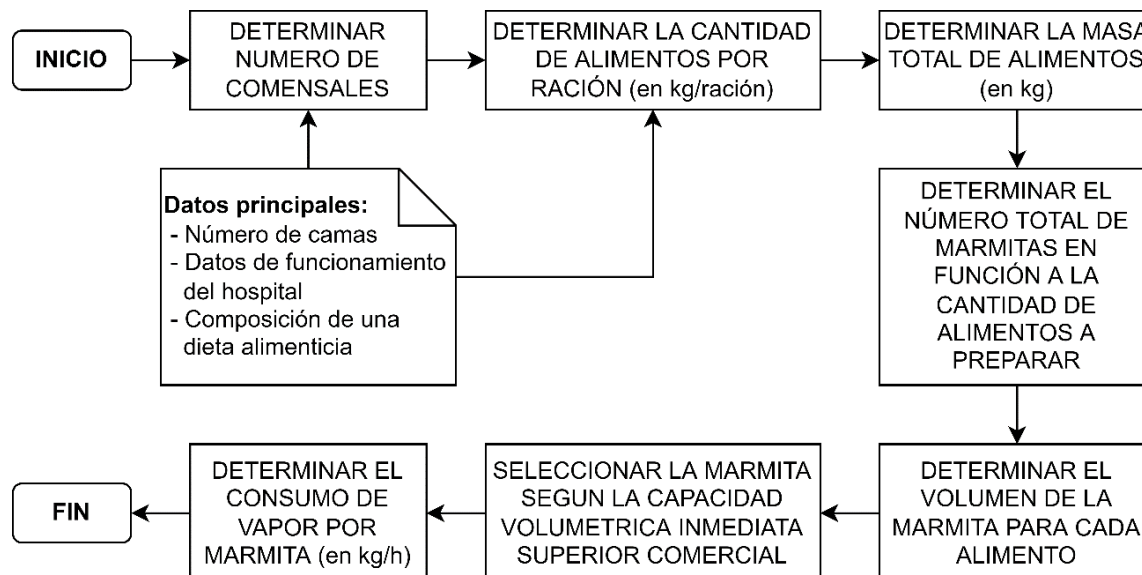 INICIO
DETERMINAR
NUMERO DE
COMENSALES
DETERMINAR LA CANTIDAD
DE ALIMENTOS POR
RACIÓN (en kg/ración)
DETERMINAR LA MASA
TOTAL DE ALIMENTOS
(en kg)
Datos principales:
- Número de camas
- Datos de funcionamiento
del hospital
- Composición de una
dieta alimenticia
DETERMINAR EL
NÚMERO TOTAL DE
MARMITAS EN
FUNCIÓN A LA
CANTIDAD DE
ALIMENTOS A
PREPARAR
DETERMINAR EL
VOLUMEN DE LA
MARMITA PARA CADA
ALIMENTO
SELECCIONAR LA MARMITA
SEGUN LA CAPACIDAD
VOLUMETRICA INMEDIATA
SUPERIOR COMERCIAL
DETERMINAR EL
CONSUMO DE
VAPOR POR
MARMITA (en kg/h)
FIN